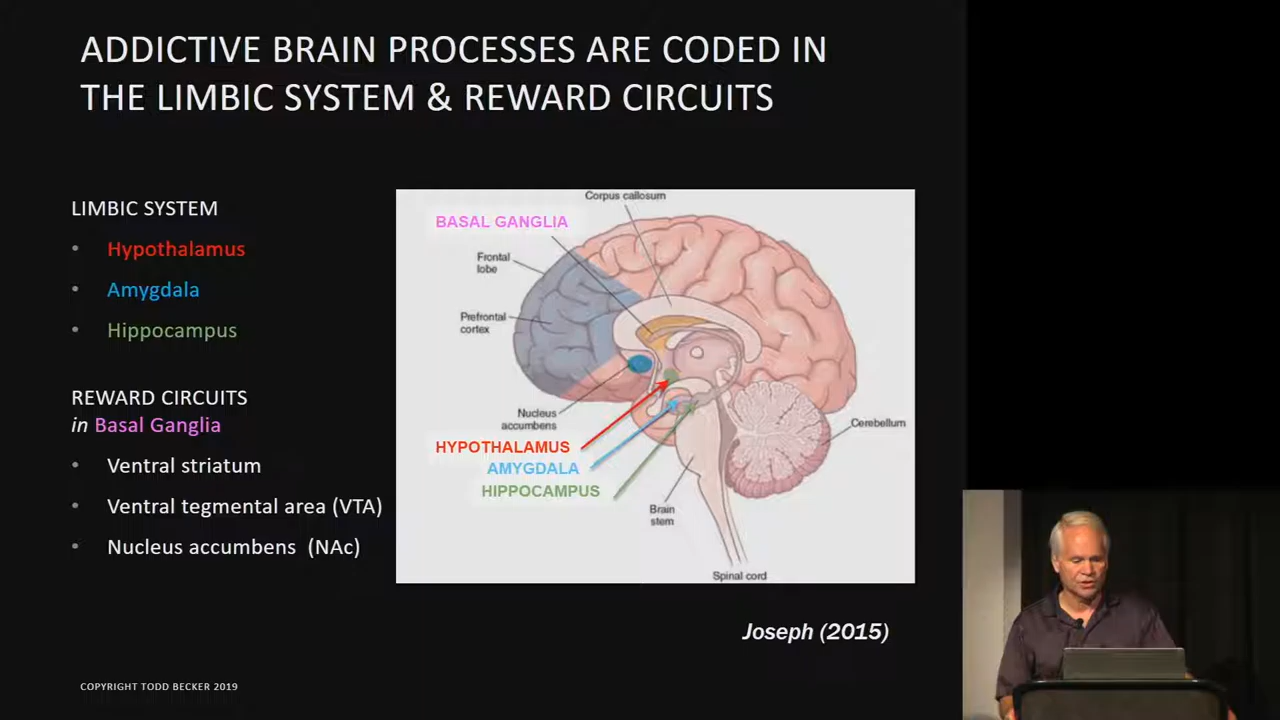 ADDICTIVE BRAIN PROCESSES ARE CODED IN
THE LIMBIC SYSTEM & REWARD CIRCUITS
LIMBIC SYSTEM
• Hypothalamus
• Amygdala
• Hippocampus
REWARD CIRCUITS
in Basal Ganglia
• Ventral striatum
• Ventral tegmental area (VTA)
• Nucleus accumbens (NAc)
Corpus callosum
BASAL GANGLIA
Frontal
lobe
Prefrontal
cortex
Nucleus
accumbens
Cerebellum
HYPOTHALAMUS
AMYGDALA
HIPPOCAMPUS
Brain
stem
Spinal cord
Joseph (2015)
COPYRIGHT TODD BECKER 2019